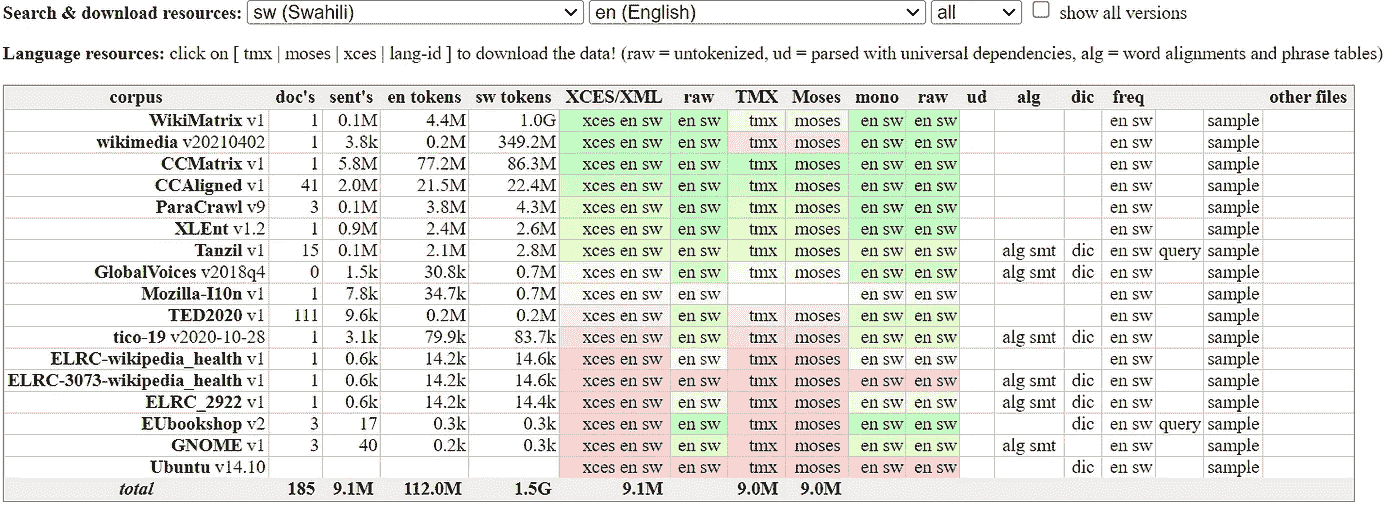 Search & download resources: sw (Swahili) en (English) all show all versions
Language resources: click on [ tmx | moses | xces | lang-id ] to download the data! (raw = untokenized, ud = parsed with universal dependencies, alg = word alignments and phrase tables)
corpus doc's sent's en tokens sw tokens XCES/XML raw TMX Moses mono raw ud alg dic freq other files
WikiMatrix v1 1 0.1M 4.4M 1.0G xces en sw en sw tmx moses en sw en sw en sw sample
wikimedia v20210402 1 3.8k 0.2M 349.2M xces en sw en sw tmx moses en sw en sw en sw sample
CCMatrix v1 1 5.8M 77.2M 86.3M xces en sw en sw tmx moses en sw en sw en sw sample
CCAligned v1 41 2.0M 21.5M 22.4M xces en sw en sw tmx moses en sw en sw en sw sample
ParaCrawl v9 3 0.1M 3.8M 4.3M xces en sw en sw tmx moses en sw en sw en sw sample
XLEnt v1.2 1 0.9M 2.4M 2.6M xces en sw en sw tmx moses en sw en sw en sw sample
Tanzil v1 15 0.1M 2.1M 2.8M xces en sw en sw tmx moses en sw en sw alg smt dic en sw query sample
GlobalVoices v2018q4 0 1.5k 30.8k 0.7M xces en sw en sw tmx moses en sw en sw alg smt dic en sw sample
Mozilla-I10n v1 1 7.8k 34.7k 0.7M xces en sw en sw en sw en sw en sw sample
TED2020 v1 111 9.6k 0.2M 0.2M xces en sw en sw tmx moses en sw en sw en sw sample
tico-19 v2020-10-28 1 3.1k 79.9k 83.7k xces en sw en sw tmx moses en sw en sw alg smt dic en sw sample
ELRC-wikipedia_health v1 1 0.6k 14.2k 14.6k xces en sw en sw tmx moses en sw en sw en sw sample
ELRC-3073-wikipedia_health v1 1 0.6k 14.2k 14.6k xces en sw en sw tmx moses en sw en sw alg smt dic en sw sample
ELRC_2922 v1 1 0.6k 14.2k 14.4k xces en sw en sw tmx moses en sw en sw alg smt dic en sw sample
EUbookshop v2 3 17 0.3k 0.3k xces en sw en sw tmx moses en sw en sw dic en sw query sample
GNOME v1 3 40 0.2k 0.3k xces en sw en sw tmx moses en sw en sw alg smt en sw sample
Ubuntu v14.10 xces en sw en sw tmx moses en sw en sw dic en sw sample
total 185 9.1M 112.0M 1.5G 9.1M 9.0M 9.0M